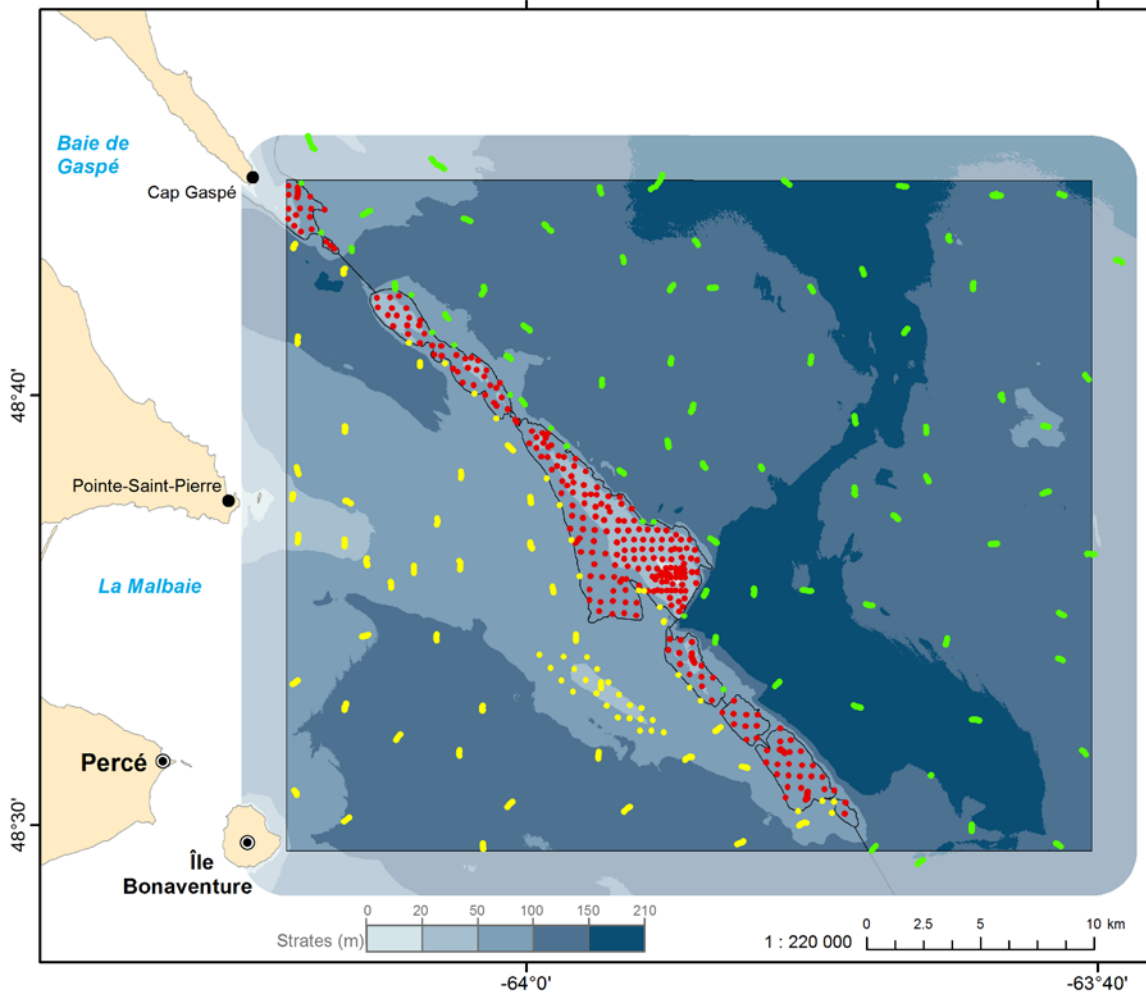 Baie de
Gaspé
Cap Gaspé
48°40'
Pointe-Saint-Pierre
La Malbaie
Percé
48°30'
Île
Bonaventure
0 20 50 100 150 210
Strates (m)
0 2.5 5 10 km
1 : 220 000
-64°0'
-63°40'